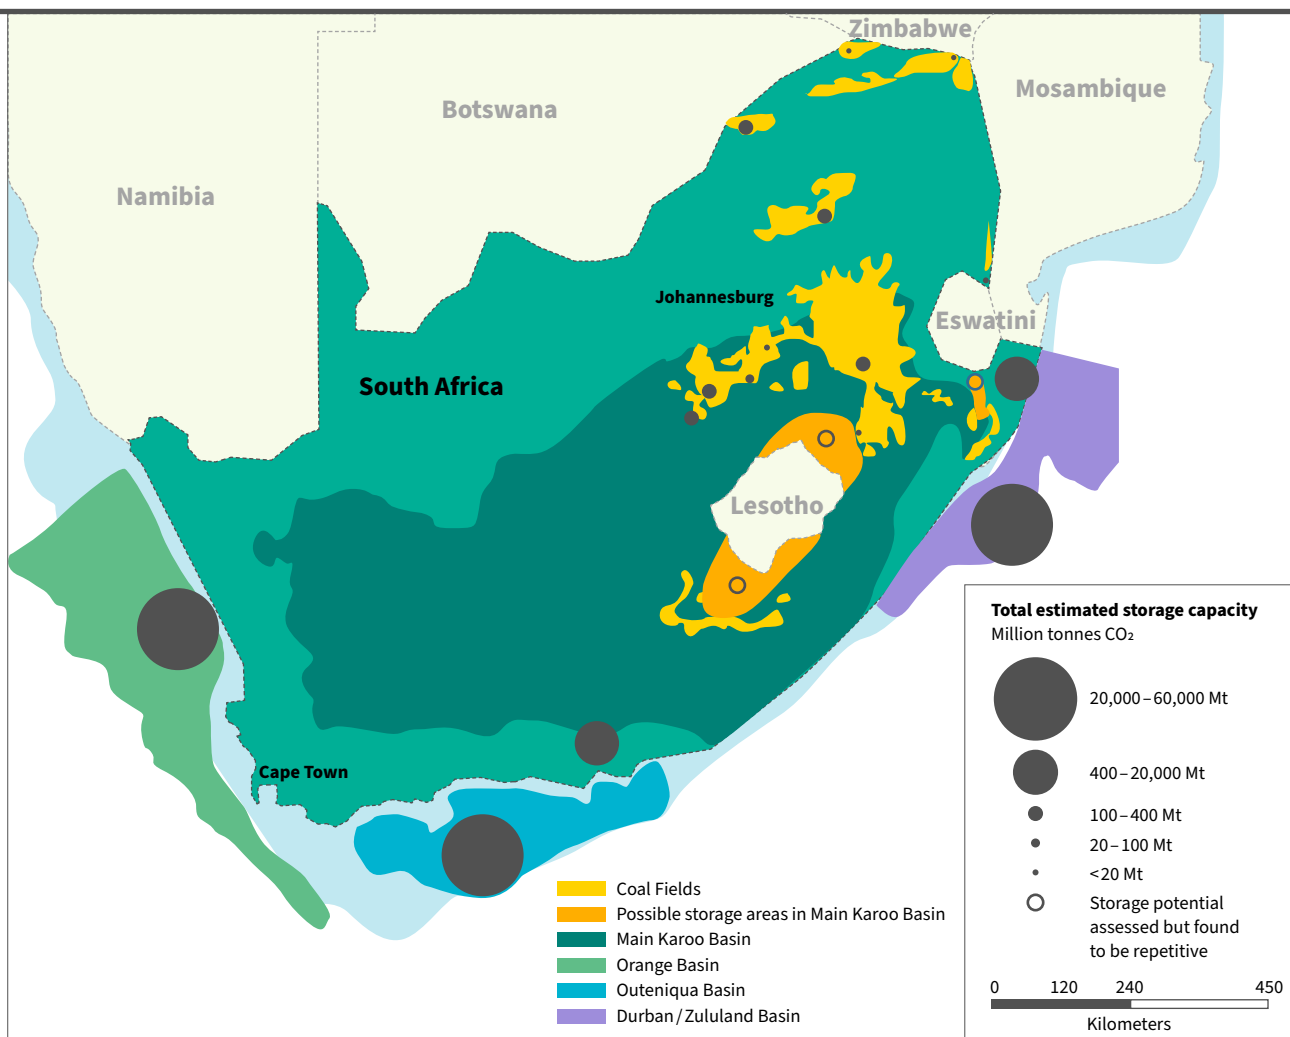 Zimbabwe
Botswana
Mosambique
Namibia
Johannesburg
Eswatini
South Africa
Lesotho
Cape Town
Coal Fields
Possible storage areas in Main Karoo Basin
Main Karoo Basin
Orange Basin
Outeniqua Basin
Durban / Zululand Basin
Total estimated storage capacity
Million tonnes CO₂
20,000 – 60,000 Mt
400 – 20,000 Mt
100 – 400 Mt
20 – 100 Mt
< 20 Mt
Storage potential
assessed but found
to be repetitive
0 120 240 450
Kilometers